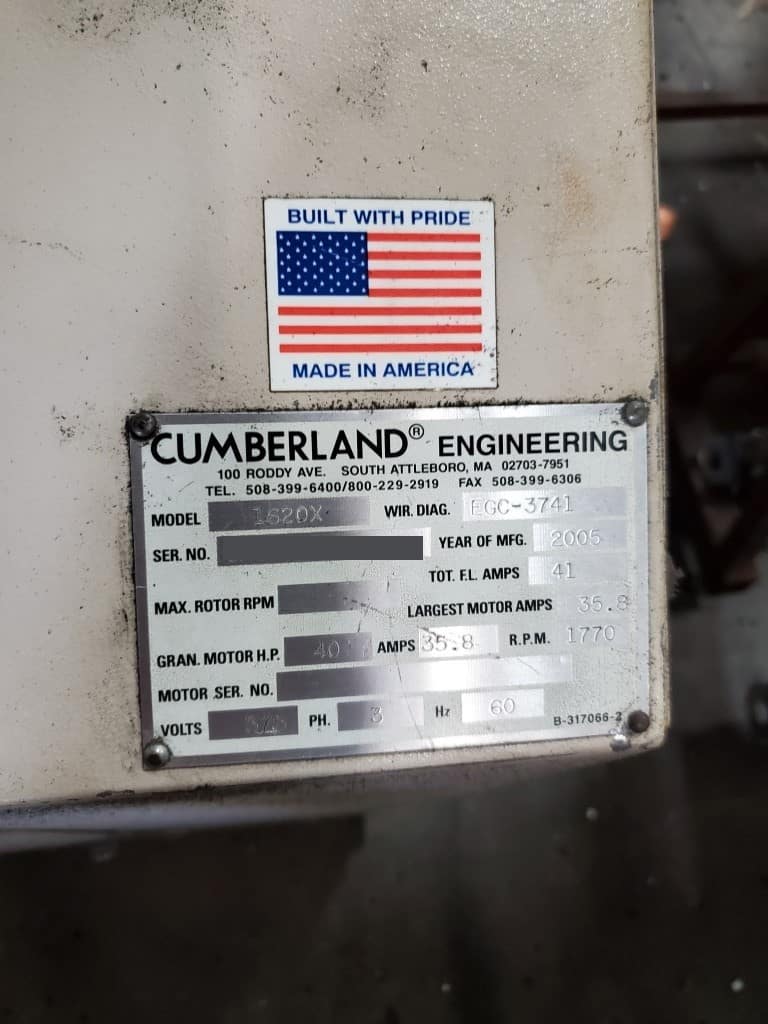 BUILT WITH PRIDE
MADE IN AMERICA
CUMBERLAND® ENGINEERING
100 RODDY AVE. SOUTH ATTLEBORO, MA 02703-7951
TEL. 508-399-6400/800-229-2919 FAX 508-399-6306
MODEL 1620X WIR. DIAG. EGC-3741
SER. NO. YEAR OF MFG. 2005
TOT. F.L. AMPS 41
MAX. ROTOR RPM LARGEST MOTOR AMPS 35.8
GRAN. MOTOR H.P. 40 AMPS 35.8 R.P.M. 1770
MOTOR SER. NO.
VOLTS PH. 3 Hz 60
B-317066-2